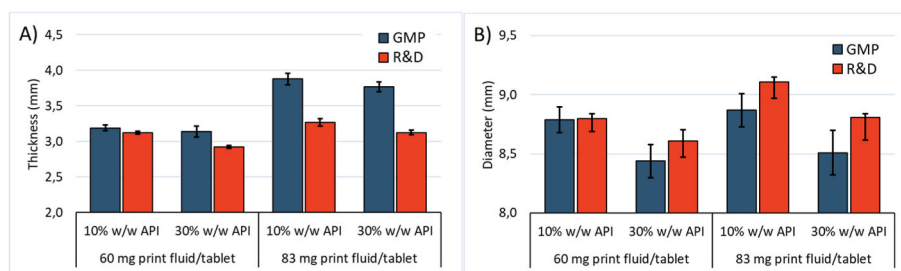 A)
GMP
R&D
4,5
4,0
3,5
3,0
2,5
2,0
Thickness (mm)
10% w/w API 30% w/w API 10% w/w API 30% w/w API
60 mg print fluid/tablet 83 mg print fluid/tablet
B)
GMP
R&D
9,5
9,0
8,5
8,0
Diameter (mm)
10% w/w API 30% w/w API 10% w/w API 30% w/w API
60 mg print fluid/tablet 83 mg print fluid/tablet